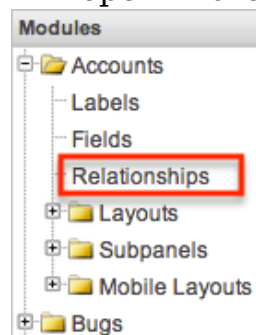 Modules
Accounts
Labels
Fields
Relationships
Layouts
Subpanels
Mobile Layouts
Bugs